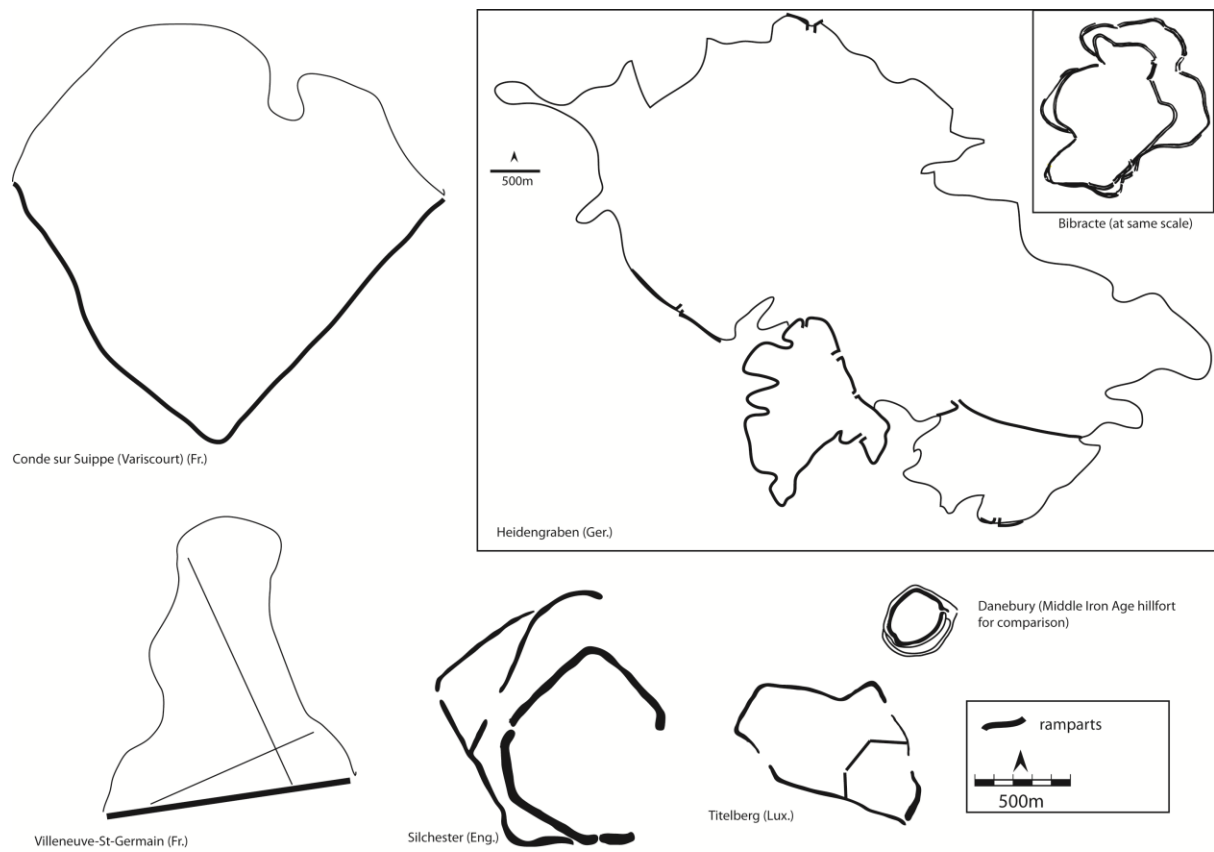 500m
Bibracte (at same scale)
Conde sur Suippe (Variscourt) (Fr.)
Heidengraben (Ger.)
Danebury (Middle Iron Age hillfort
for comparison)
ramparts
500m
Villeneuve-St-Germain (Fr.)
Silchester (Eng.)
Titelberg (Lux.)